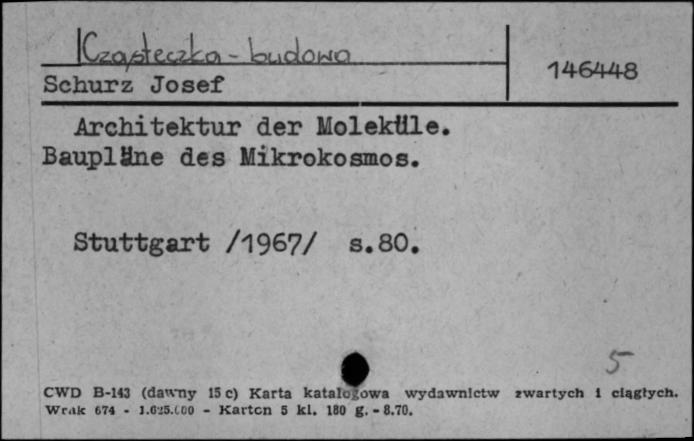 Cząsteczka - budowa
146448
Schurz Josef
Architektur der Moleküle.
Baupläne des Mikrokosmos.
Stuttgart /1967/ s.80.
5
CWD B-143 (dawny 15 c) Karta katalogowa wydawnictw zwartych i ciągłych.
Wrak 674 - 1.625.000 - Karton 5 kl. 180 g. - 8.70.